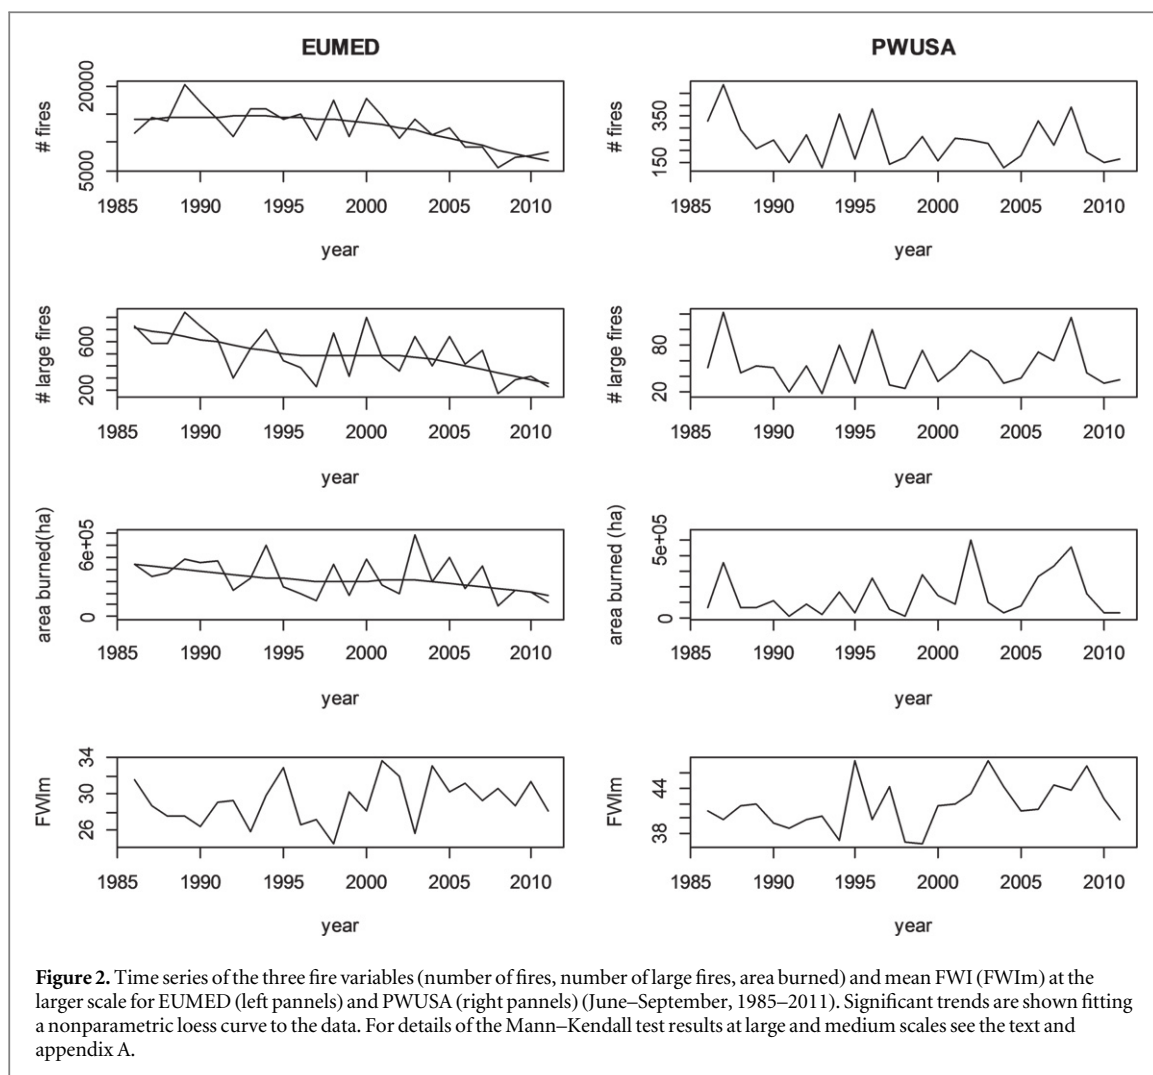 EUMED
PWUSA
# fires
5000
20000
1985
1990
1995
2000
2005
2010
year
# fires
150
350
1985
1990
1995
2000
2005
2010
year
# large fires
200
600
1985
1990
1995
2000
2005
2010
year
# large fires
20
80
1985
1990
1995
2000
2005
2010
year
area burned(ha)
0
6e+05
1985
1990
1995
2000
2005
2010
year
area burned (ha)
0
5e+05
1985
1990
1995
2000
2005
2010
year
FWIm
26
30
34
1985
1990
1995
2000
2005
2010
year
FWIm
38
44
1985
1990
1995
2000
2005
2010
year
Figure 2. Time series of the three fire variables (number of fires, number of large fires, area burned) and mean FWI (FWIm) at the
larger scale for EUMED (left pannels) and PWUSA (right pannels) (June–September, 1985–2011). Significant trends are shown fitting
a nonparametric loess curve to the data. For details of the Mann–Kendall test results at large and medium scales see the text and
appendix A.